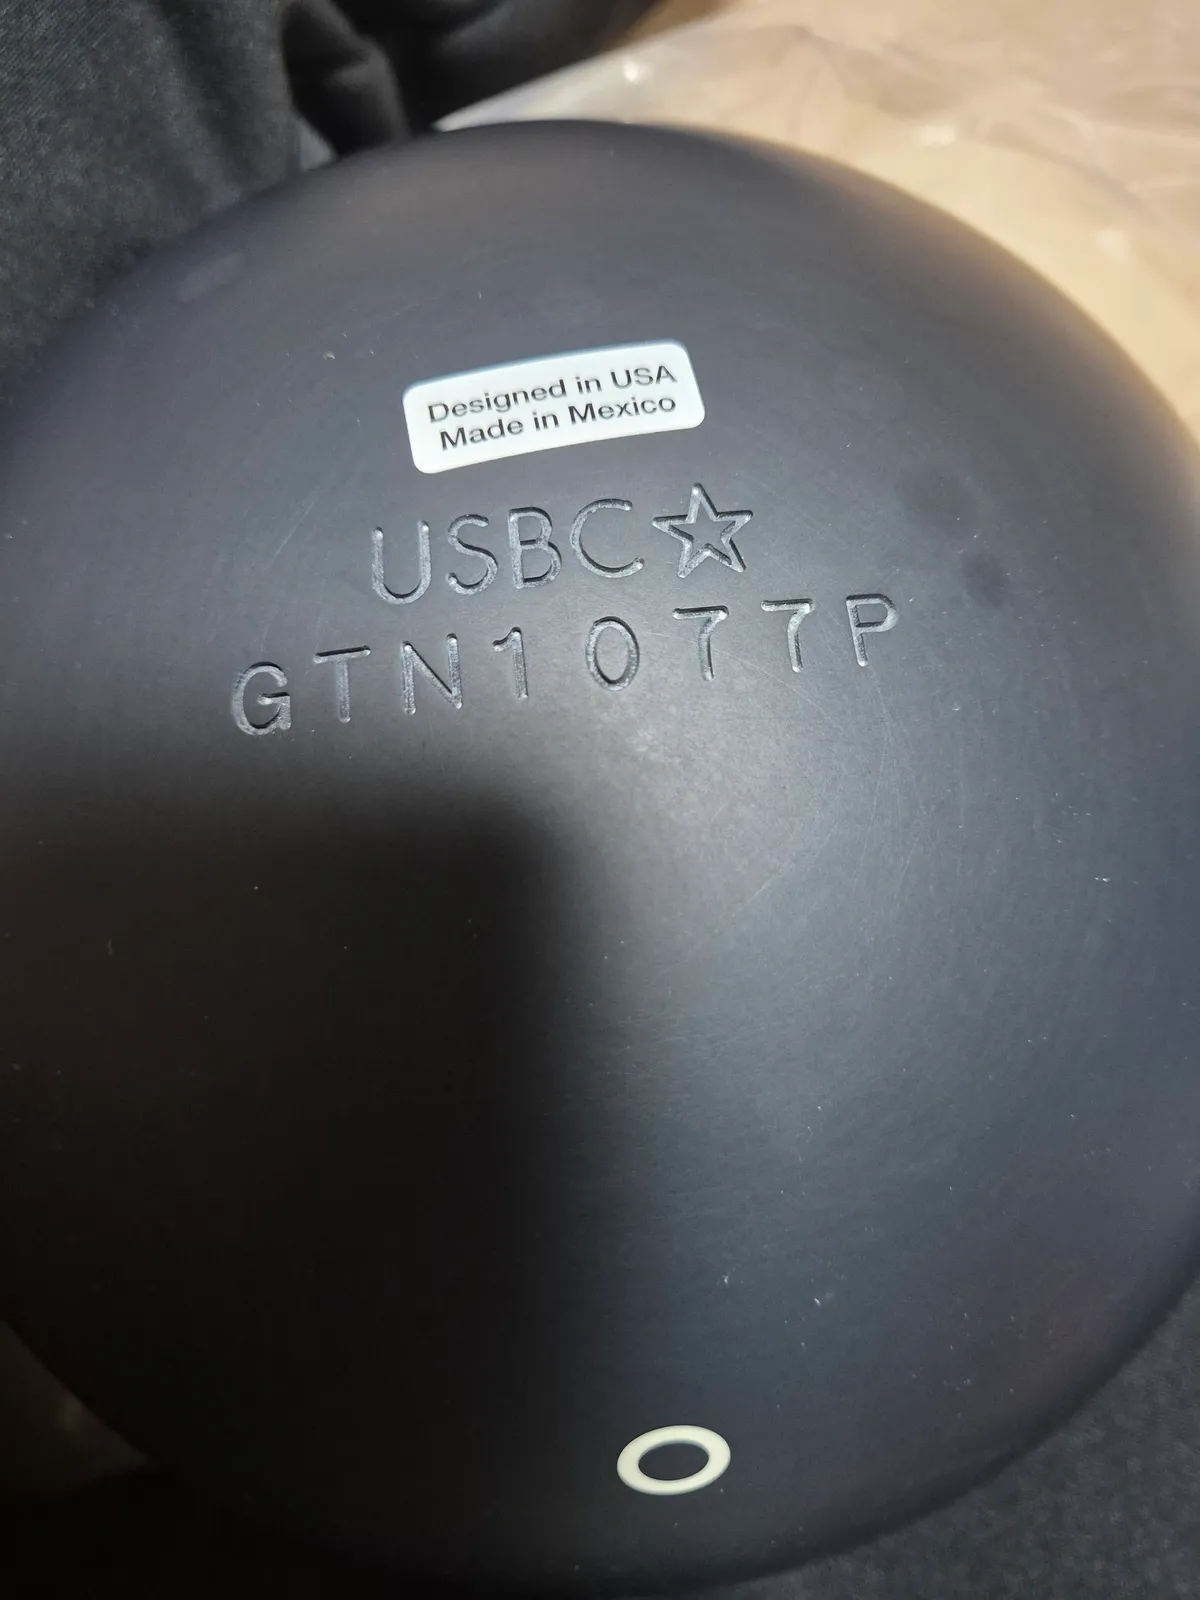 Designed in USA
Made in Mexico
USBC☆
GTN1077P